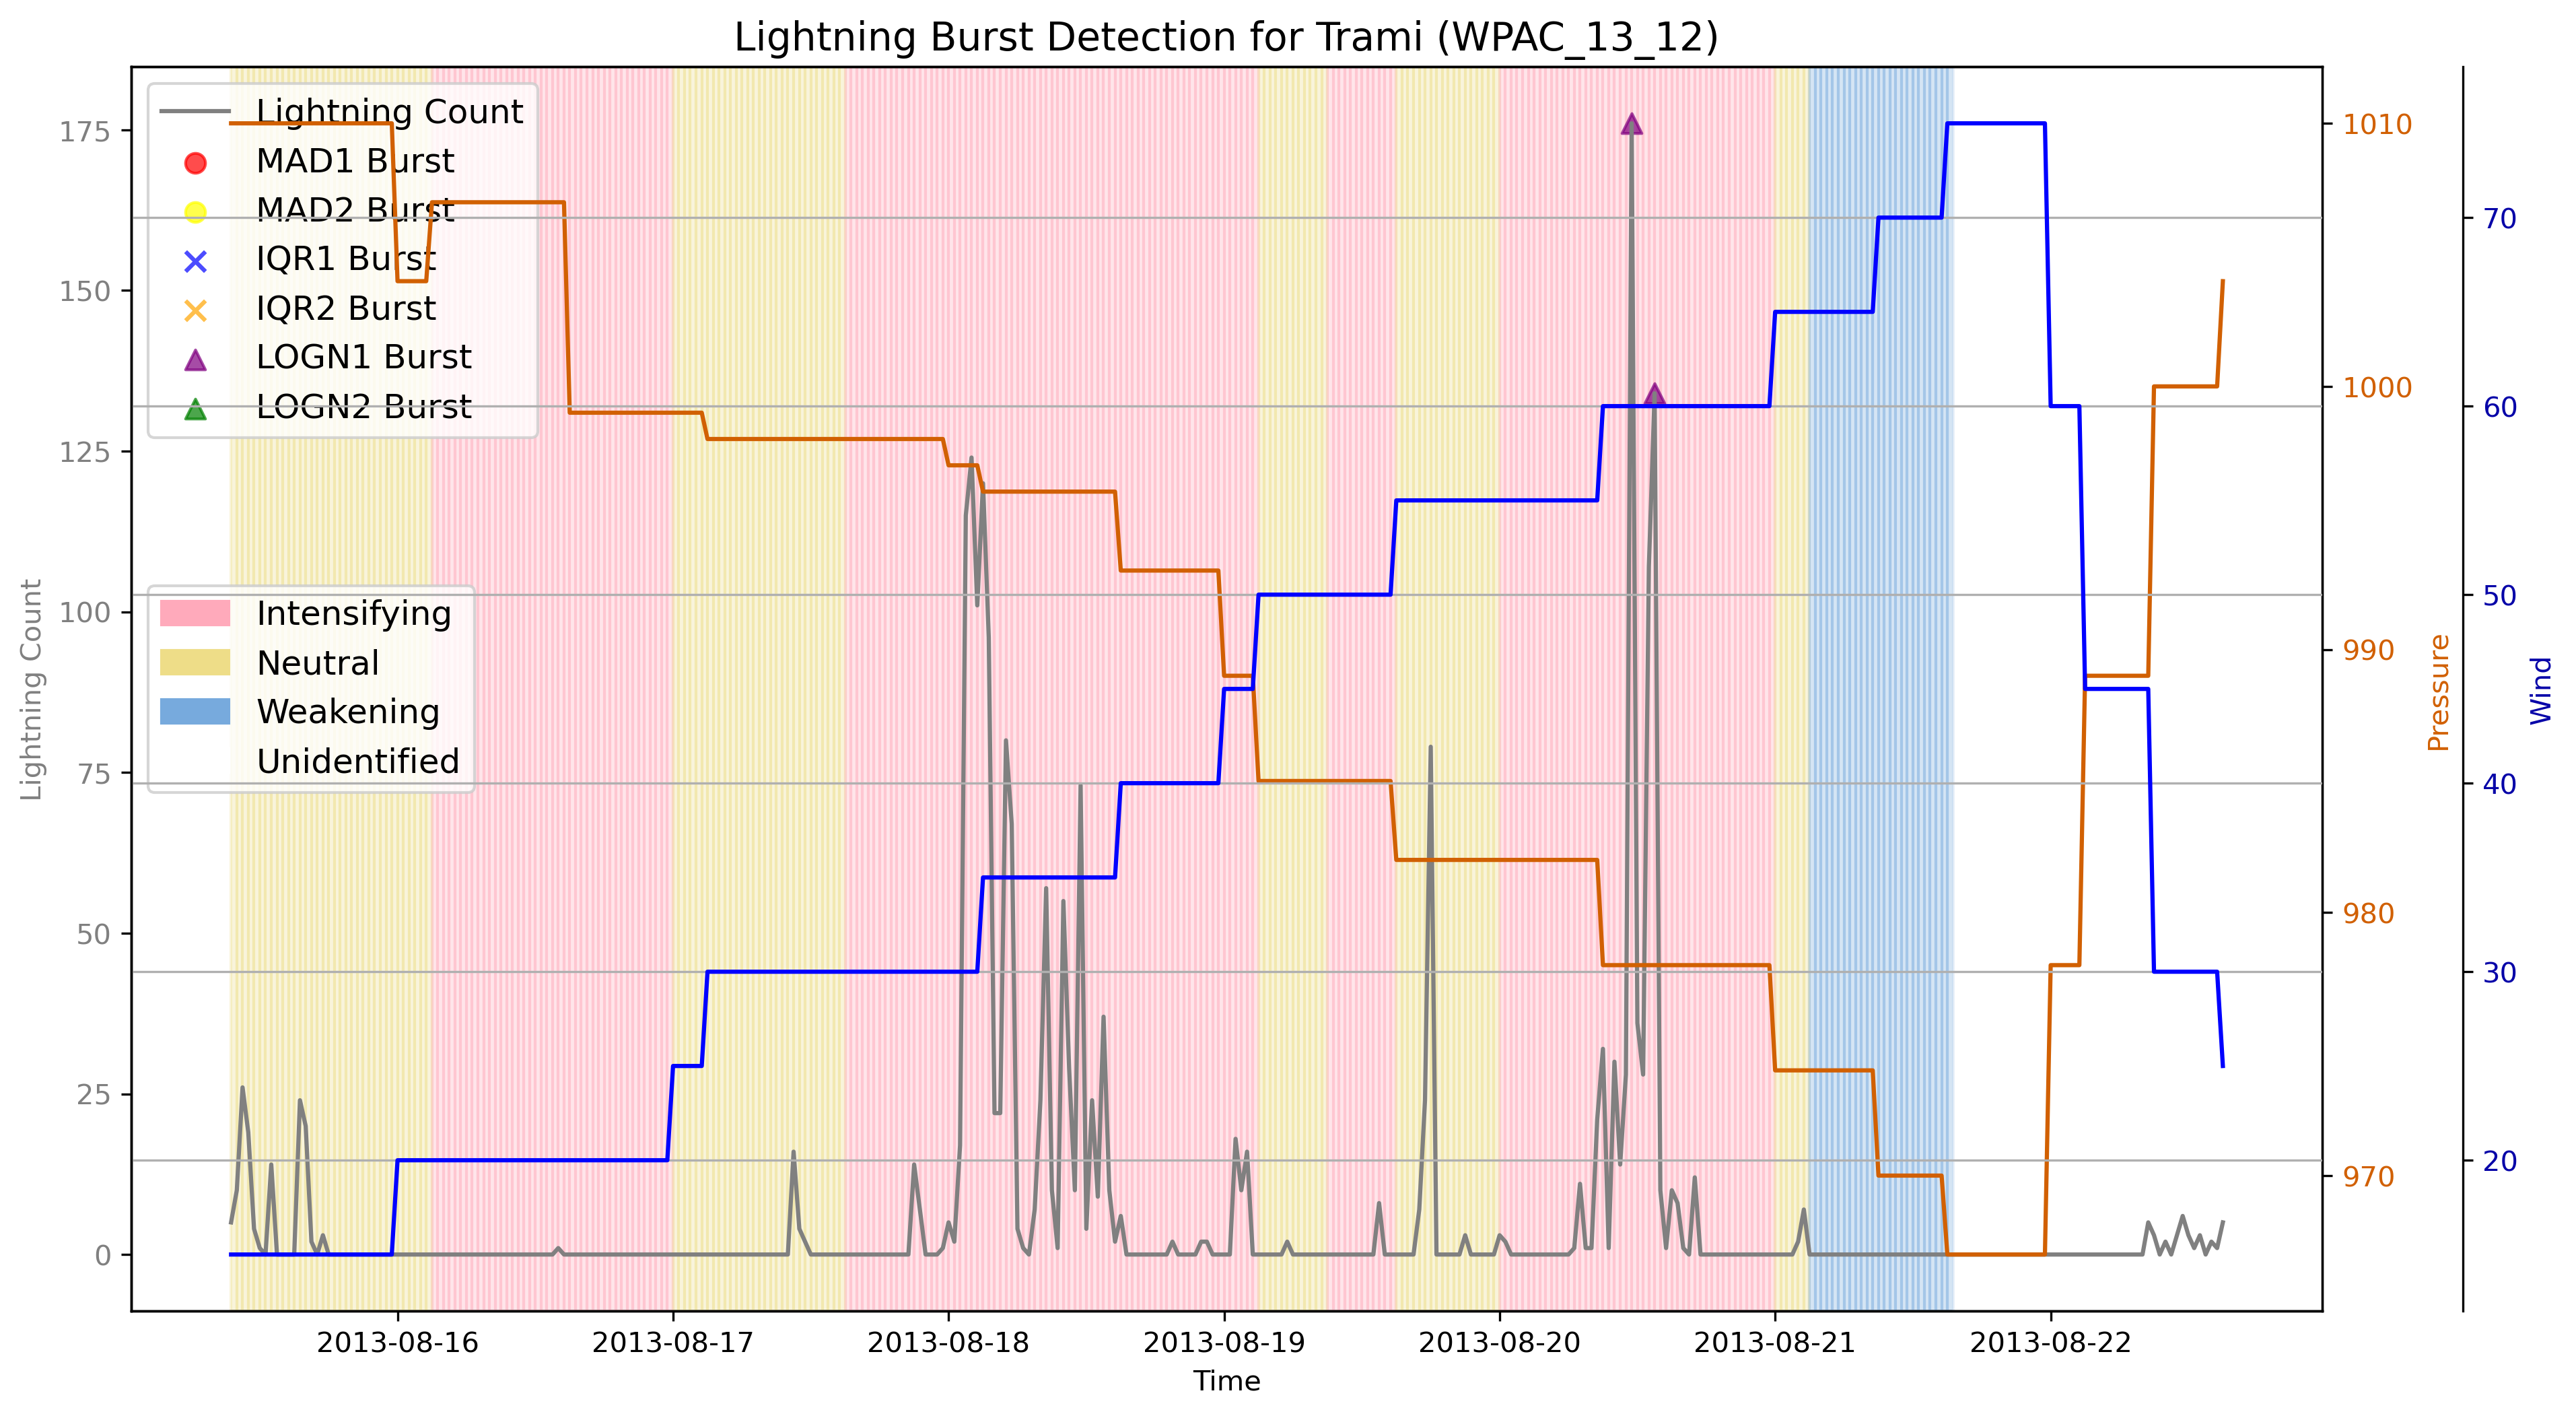 Lightning Burst Detection for Trami (WPAC_13_12)
Lightning Count
MAD1 Burst
MAD2 Burst
IQR1 Burst
IQR2 Burst
LOGN1 Burst
LOGN2 Burst
Intensifying
Neutral
Weakening
Unidentified
Lightning Count
175
150
125
100
75
50
25
0
1010
1000
990
980
970
Pressure
70
60
50
40
30
20
Wind
2013-08-16 2013-08-17 2013-08-18 2013-08-19 2013-08-20 2013-08-21 2013-08-22
Time